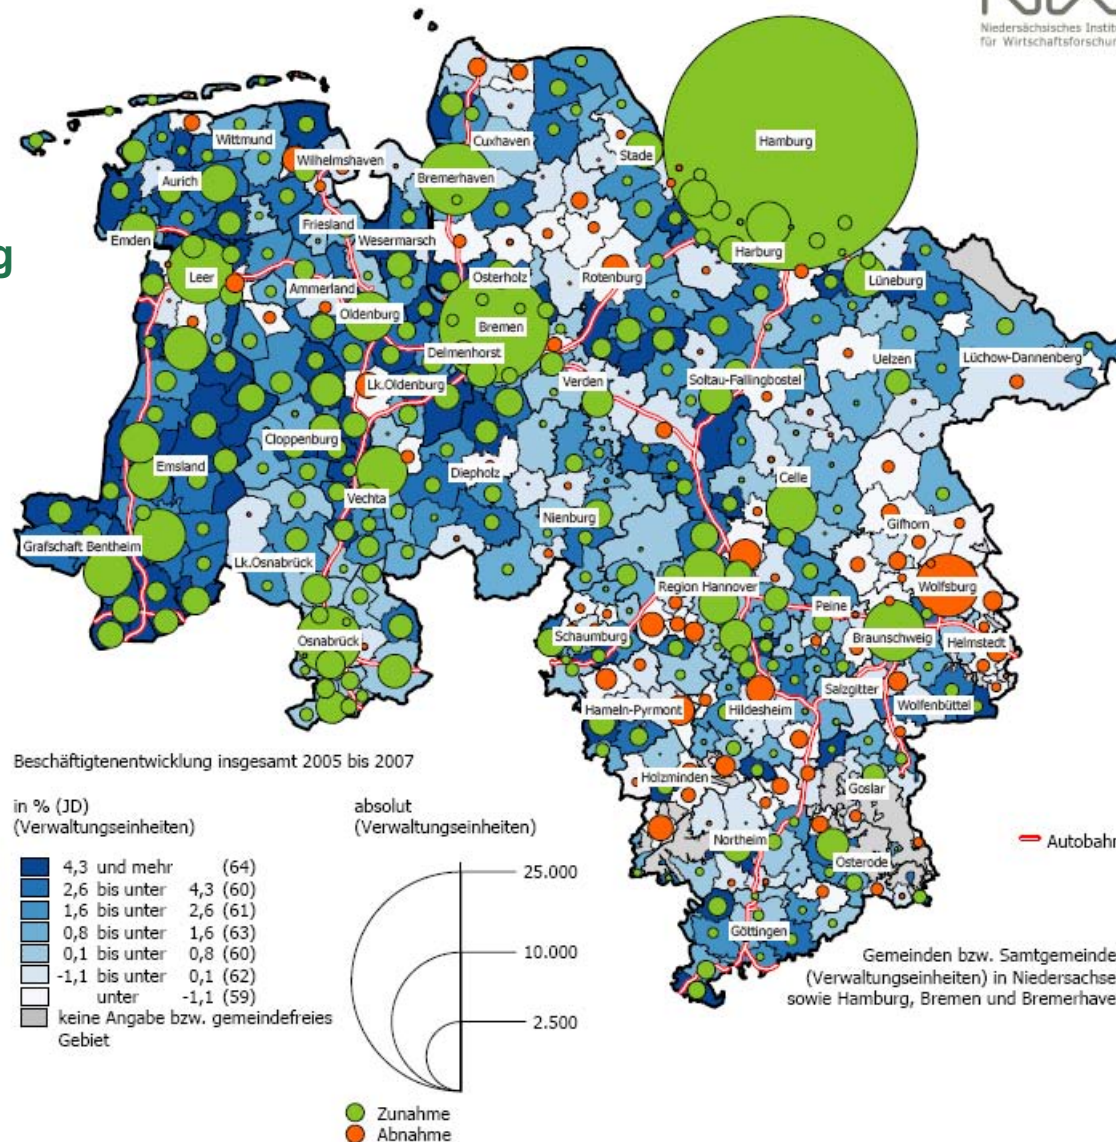 Niedersächsisches Instit
für Wirtschaftsforschun
g
Hamburg
Cuxhaven
Wittmund
Stade
Wilhelmshaven
Bremerhaven
Aurich
Friesland
Emden
Wesermarsch
Harburg
Leer
Osterholz
Rotenburg
Lüneburg
Ammerland
Oldenburg
Bremen
Delmenhorst
Uelzen
Lüchow-Dannenberg
Lk.Oldenburg
Verden
Soltau-Fallingbostel
Cloppenburg
Emsland
Diepholz
Celle
Vechta
Nienburg
Gifhorn
Grafschaft Bentheim
Lk.Osnabrück
Region Hannover
Wolfsburg
Peine
Osnabrück
Schaumburg
Braunschweig
Helmstedt
Salzgitter
Hameln-Pyrmont
Hildesheim
Wolfenbüttel
Holzminden
Goslar
Northeim
Osterode
Göttingen
Beschäftigtenentwicklung insgesamt 2005 bis 2007
in % (JD)
(Verwaltungseinheiten)
4,3 und mehr (64)
2,6 bis unter 4,3 (60)
1,6 bis unter 2,6 (61)
0,8 bis unter 1,6 (63)
0,1 bis unter 0,8 (60)
-1,1 bis unter 0,1 (62)
unter -1,1 (59)
keine Angabe bzw. gemeindefreies
Gebiet
absolut
(Verwaltungseinheiten)
25.000
10.000
2.500
Zunahme
Abnahme
Autobahn
Gemeinden bzw. Samtgemeinde
(Verwaltungseinheiten) in Niedersachse
sowie Hamburg, Bremen und Bremerhave